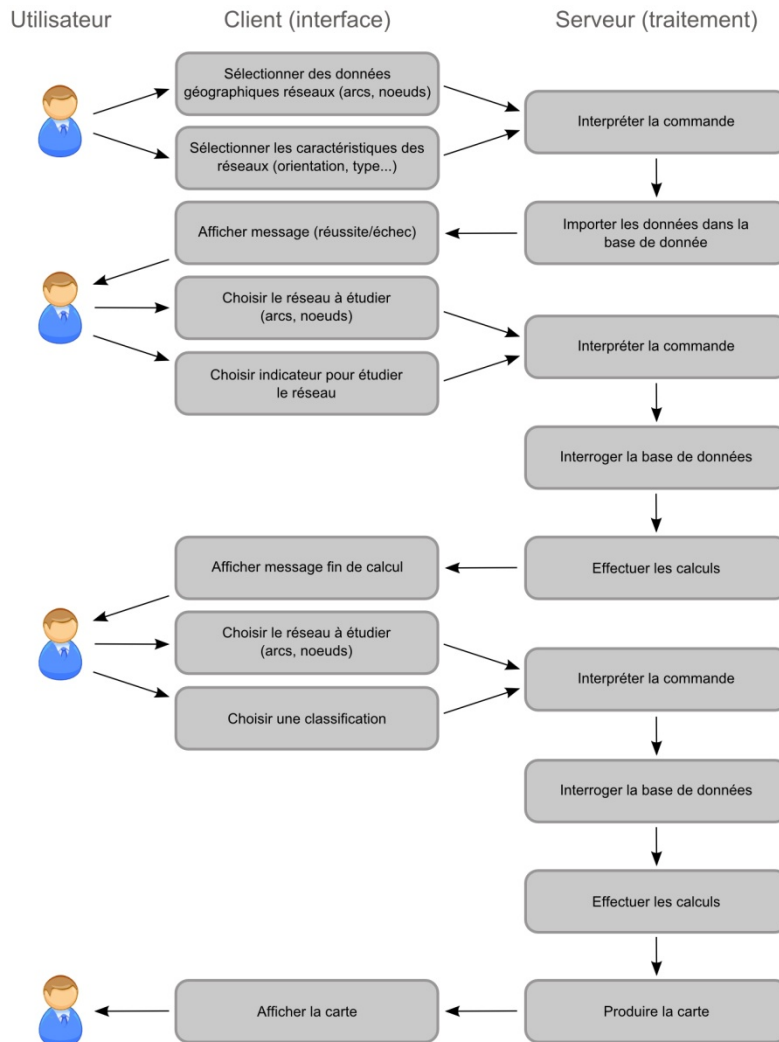 Utilisateur
Client (interface)
Serveur (traitement)
Sélectionner des données
géographiques réseaux (arcs, noeuds)
Interpréter la commande
Sélectionner les caractéristiques des
réseaux (orientation, type...)
Afficher message (réussite/échec)
Importer les données dans la
base de donnée
Choisir le réseau à étudier
(arcs, noeuds)
Interpréter la commande
Choisir indicateur pour étudier
le réseau
Interroger la base de données
Afficher message fin de calcul
Effectuer les calculs
Choisir le réseau à étudier
(arcs, noeuds)
Interpréter la commande
Choisir une classification
Interroger la base de données
Effectuer les calculs
Afficher la carte
Produire la carte